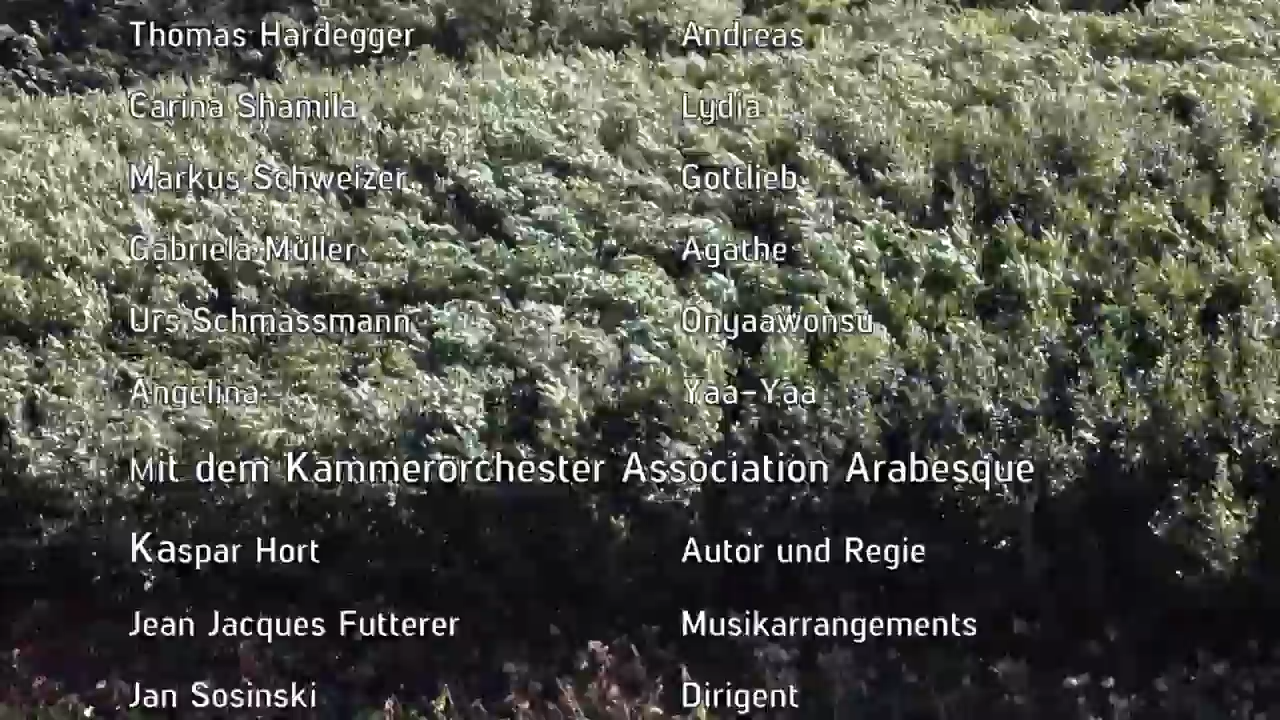 Thomas Hardegger Andreas
Carina Shamila Lydia
Markus Schweizer Gottlieb
Gabriela Müller Agathe
Urs Schmassmann Onyaawonsu
Angelina Yaa-Yaa
Mit dem Kammerorchester Association Arabesque
Kaspar Hort Autor und Regie
Jean Jacques Futterer Musikarrangements
Jan Sosinski Dirigent